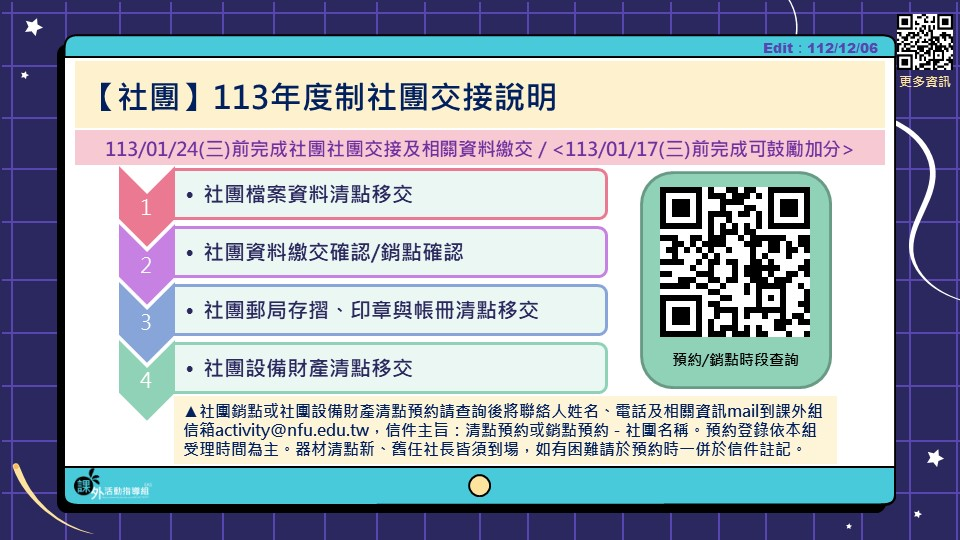 Edit：112/12/06
更多資訊
【社團】113年度制社團交接說明
113/01/24(三)前完成社團社團交接及相關資料繳交 / <113/01/17(三)前完成可鼓勵加分>
1
• 社團檔案資料清點移交
2
• 社團資料繳交確認/銷點確認
3
• 社團郵局存摺、印章與帳冊清點移交
4
• 社團設備財產清點移交
預約/銷點時段查詢
▲社團銷點或社團設備財產清點預約請查詢後將聯絡人姓名、電話及相關資訊mail到課外組
信箱activity@nfu.edu.tw，信件主旨：清點預約或銷點預約－社團名稱。預約登錄依本組
受理時間為主。器材清點新、舊任社長皆須到場，如有困難請於預約時一併於信件註記。
課外活動指導組